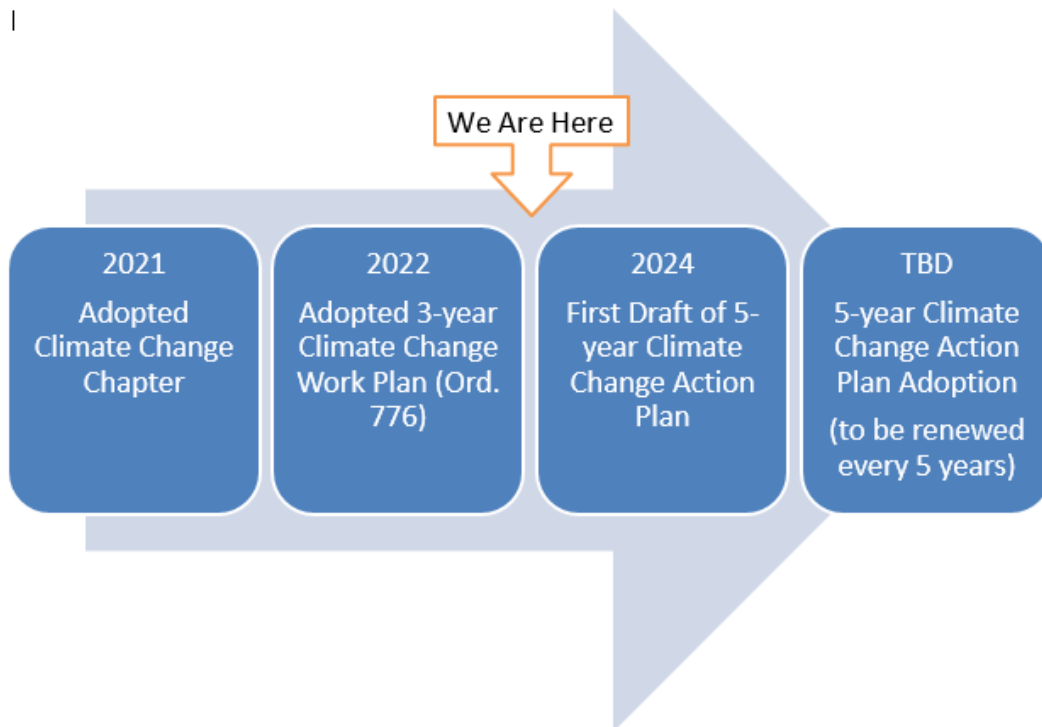 We Are Here
2021
Adopted
Climate Change
Chapter
2022
Adopted 3-year
Climate Change
Work Plan (Ord.
776)
2024
First Draft of 5-
year Climate
Change Action
Plan
TBD
5-year Climate
Change Action
Plan Adoption
(to be renewed
every 5 years)